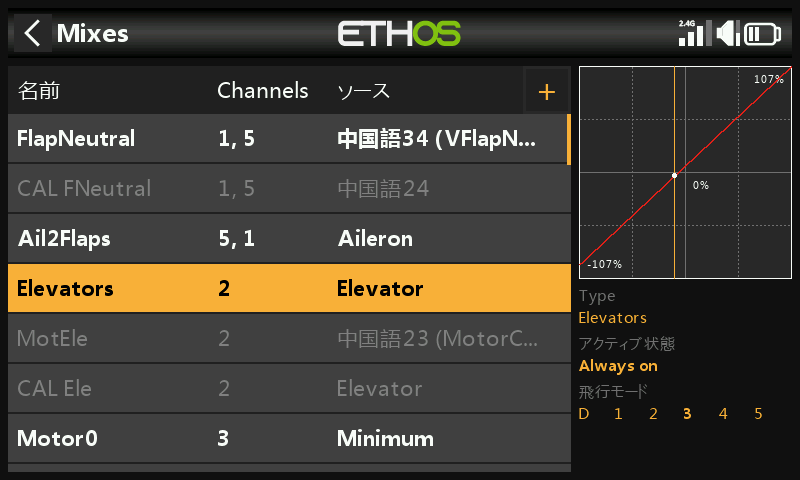 Mixes
ETHOS
2.4G
名前 Channels ソース +
FlapNeutral 1, 5 中国語34 (VFlapN...
CAL FNeutral 1, 5 中国語24
Ail2Flaps 5, 1 Aileron
Elevators 2 Elevator
MotEle 2 中国語23 (MotorC...
CAL Ele 2 Elevator
Motor0 3 Minimum
107%
0%
-107%
Type
Elevators
アクティブ状態
Always on
飛行モード
D 1 2 3 4 5